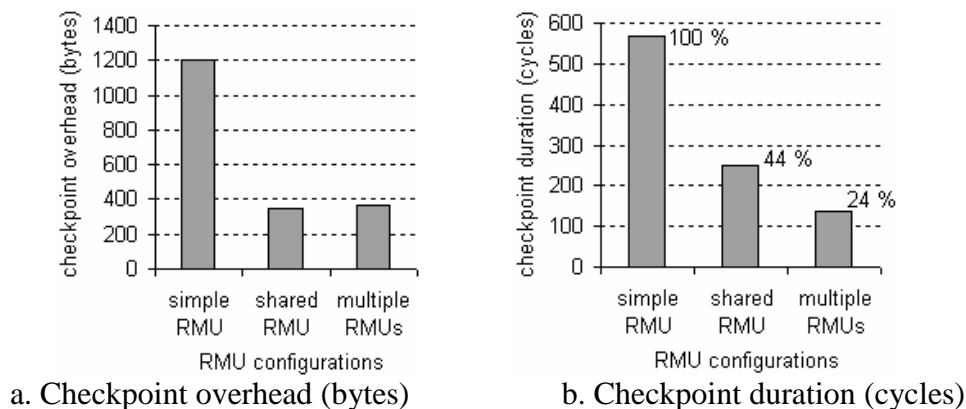 checkpoint overhead (bytes)
1400
1200
1000
800
600
400
200
0
simple RMU
shared RMU
multiple RMUs
RMU configurations
a. Checkpoint overhead (bytes)
checkpoint duration (cycles)
600
500
400
300
200
100
0
100 %
44 %
24 %
simple RMU
shared RMU
multiple RMUs
RMU configurations
b. Checkpoint duration (cycles)